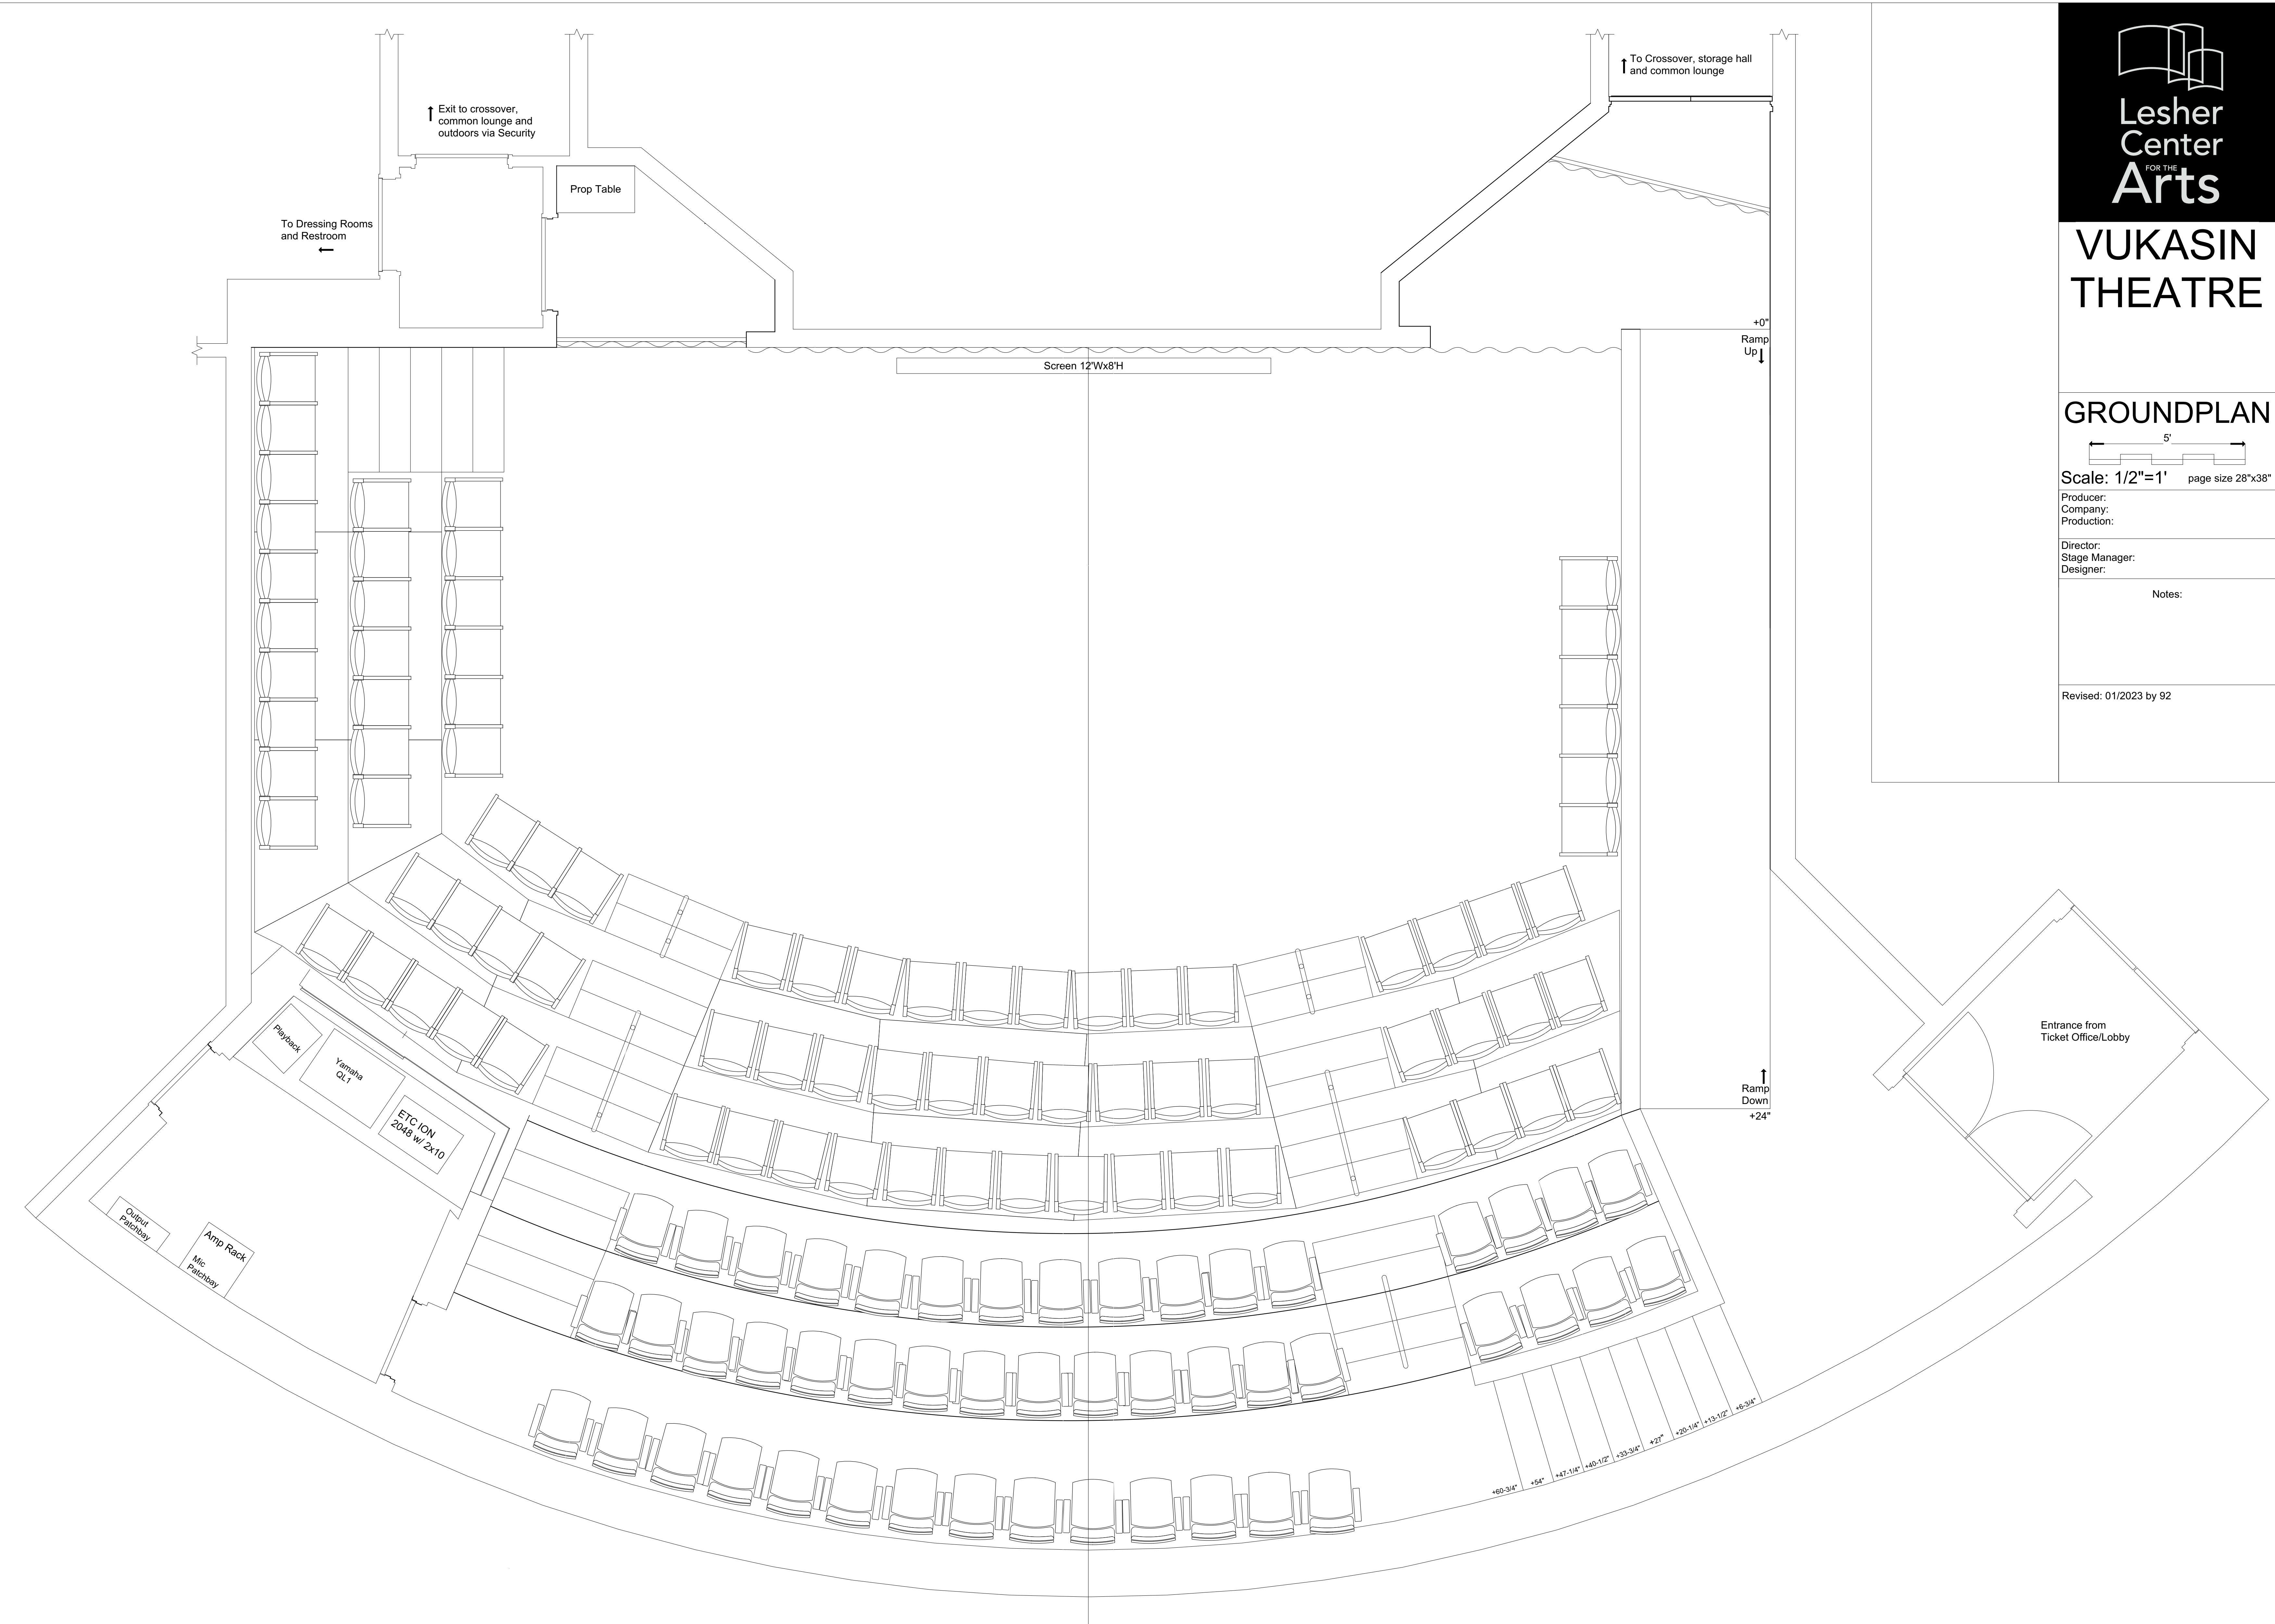 To Crossover, storage hall
and common lounge
Exit to crossover,
common lounge and
outdoors via Security
Prop Table
To Dressing Rooms
and Restroom
+0"
Ramp
Up
Screen 12'Wx8'H
Lesher
Center
FOR THE
Arts
VUKASIN
THEATRE
GROUNDPLAN
5'
Scale: 1/2"=1' page size 28"x38"
Producer:
Company:
Production:
Director:
Stage Manager:
Designer:
Notes:
Revised: 01/2023 by 92
Entrance from
Ticket Office/Lobby
Ramp
Down
+24"
Playback
Yamaha
QL1
ETC ION
2048 w/ 2x10
Output
Patchbay
Amp Rack
Mic
Patchbay
+60-3/4"
+54"
+47-1/4"
+40-1/2"
+33-3/4"
+27"
+20-1/4"
+13-1/2"
+6-3/4"